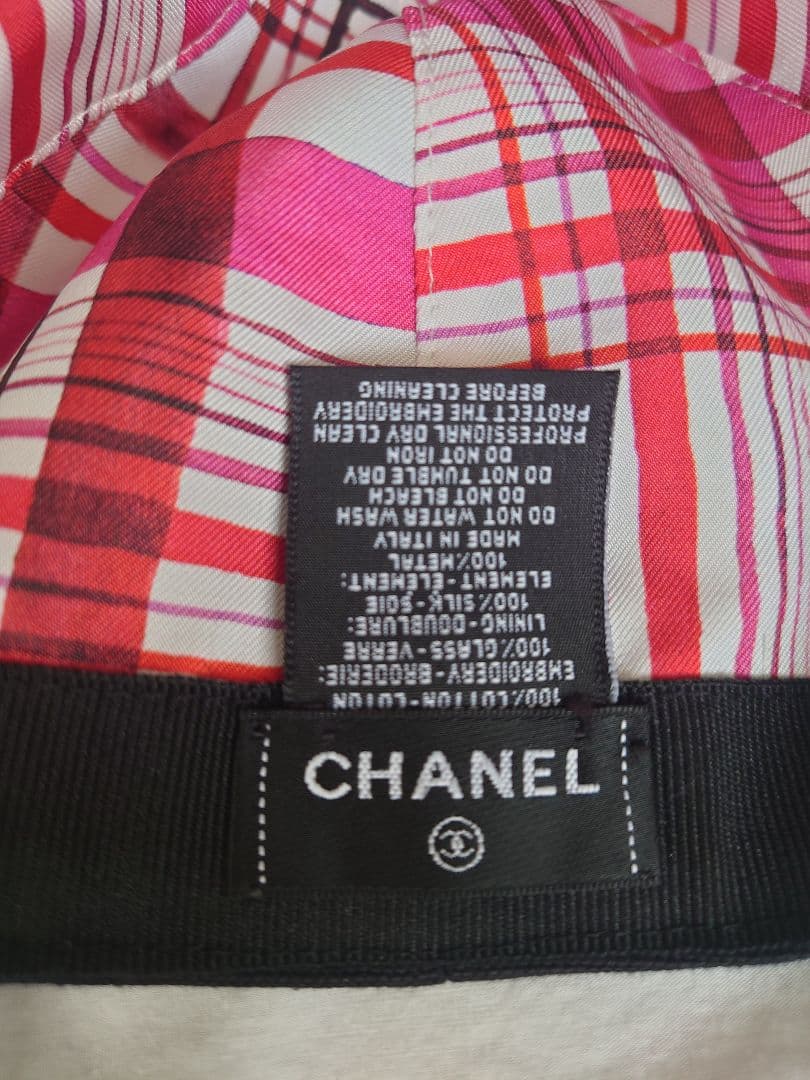 100% COTTON-COTON
EMBROIDERY-BRODERIE:
100% GLASS-VERRE
LINING-DOUBLURE:
100% SILK-SOIE
ELEMENT-ELEMENT:
100% METAL
MADE IN ITALY
DO NOT WATER WASH
DO NOT BLEACH
DO NOT TUMBLE DRY
DO NOT IRON
PROFESSIONAL DRY CLEAN
PROTECT THE EMBROIDERY
BEFORE CLEANING
CHANEL